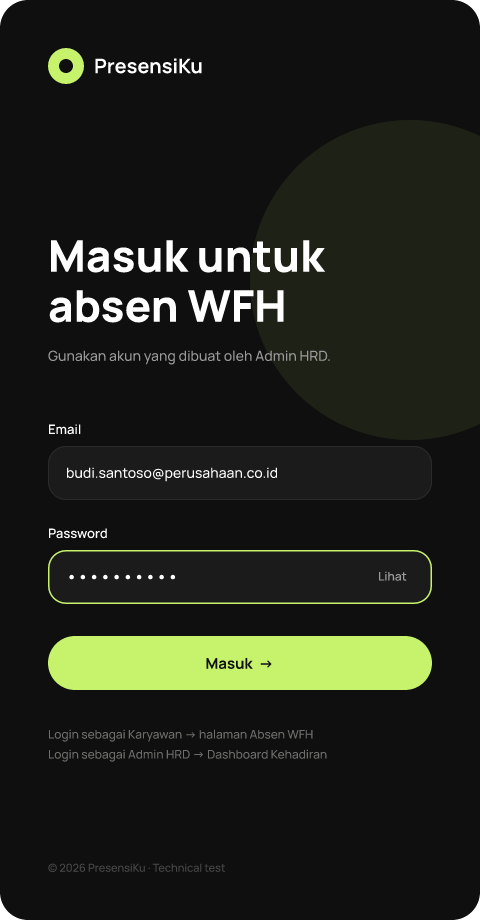 PresensiKu
Masuk untuk
absen WFH
Gunakan akun yang dibuat oleh Admin HRD.
Email
budi.santoso@perusahaan.co.id
Password
••••••••••
Lihat
Masuk →
Login sebagai Karyawan → halaman Absen WFH
Login sebagai Admin HRD → Dashboard Kehadiran
© 2026 PresensiKu · Technical test